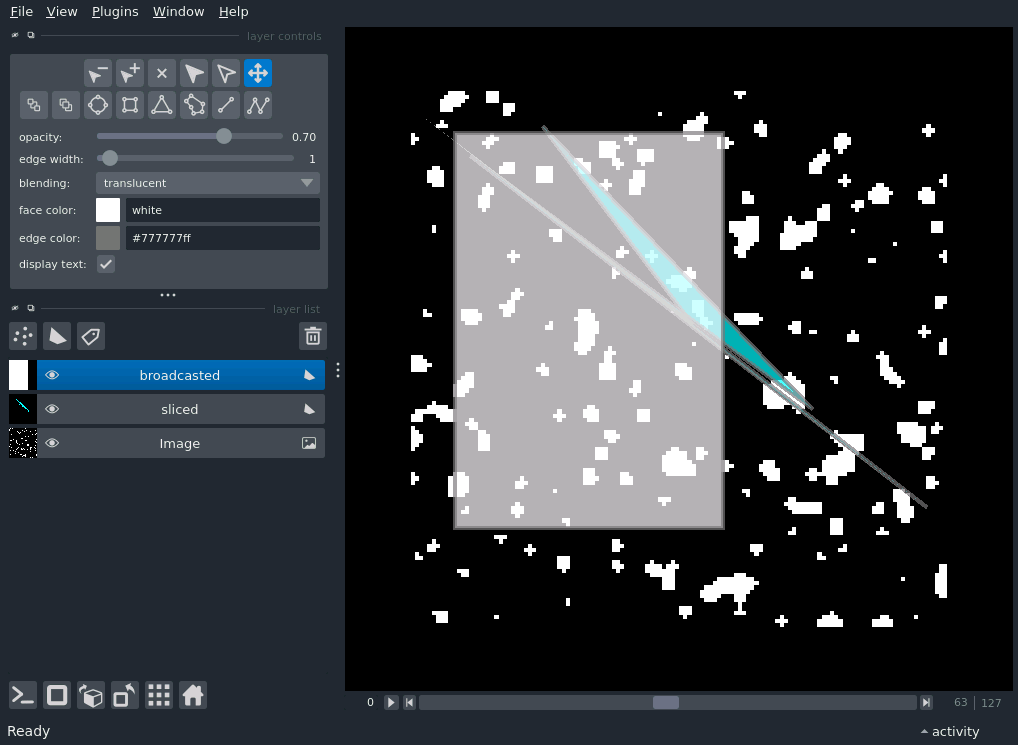 File View Plugins Window Help
layer controls
opacity: 0.70
edge width: 1
blending: translucent
face color: white
edge color: #777777ff
display text:
layer list
broadcasted
sliced
Image
0 63 127
Ready activity